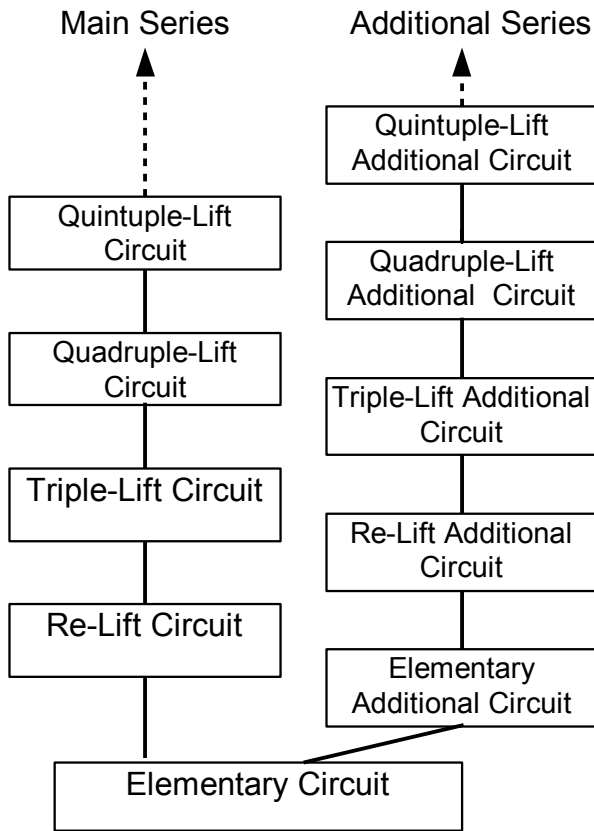 Main Series
Additional Series
Quintuple-Lift
Additional Circuit
Quintuple-Lift
Circuit
Quadruple-Lift
Additional Circuit
Quadruple-Lift
Circuit
Triple-Lift Additional
Circuit
Triple-Lift Circuit
Re-Lift Additional
Circuit
Re-Lift Circuit
Elementary
Additional Circuit
Elementary Circuit